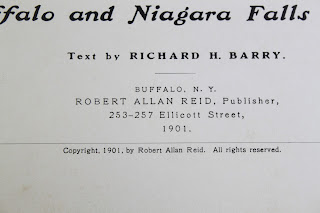 ffalo and Niagara Falls
Text by RICHARD H. BARRY.
BUFFALO, N. Y.
ROBERT ALLAN REID, Publisher,
253-257 Ellicott Street,
1901.
Copyright, 1901, by Robert Allan Reid. All rights reserved.